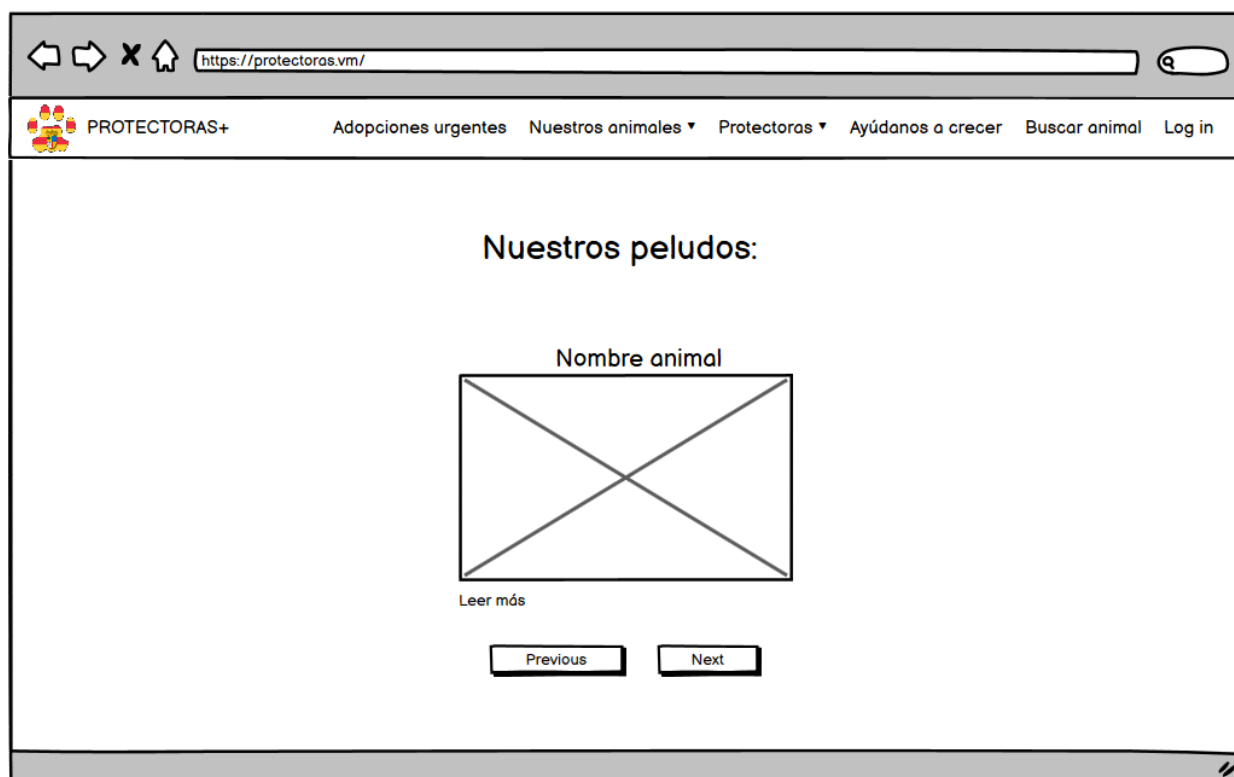 https://protectoras.vm/
PROTECTORAS+ Adopciones urgentes Nuestros animales Protectoras Ayúdanos a crecer Buscar animal Log in
Nuestros peludos:
Nombre animal
Leer más
Previous Next